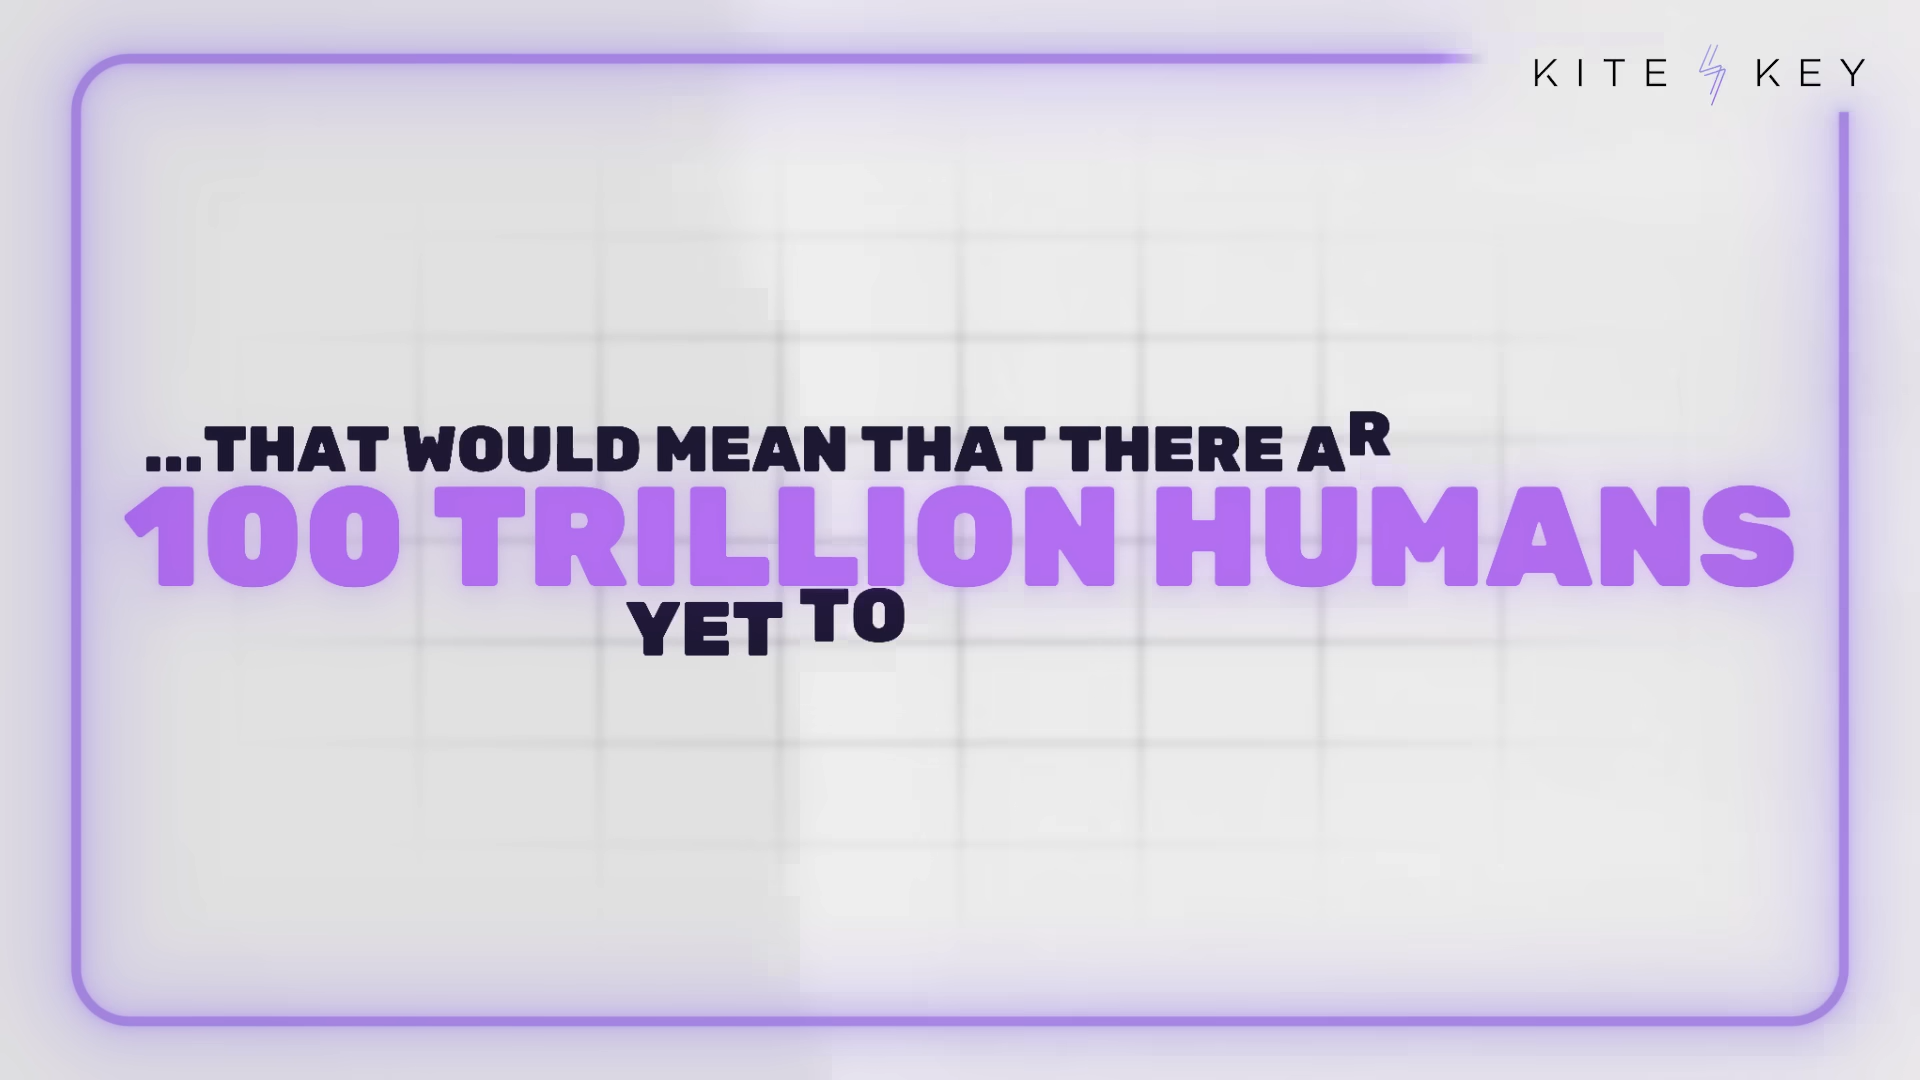 KITE KEY
...THAT WOULD MEAN THAT THERE AR
100 TRILLION HUMANS
YET TO